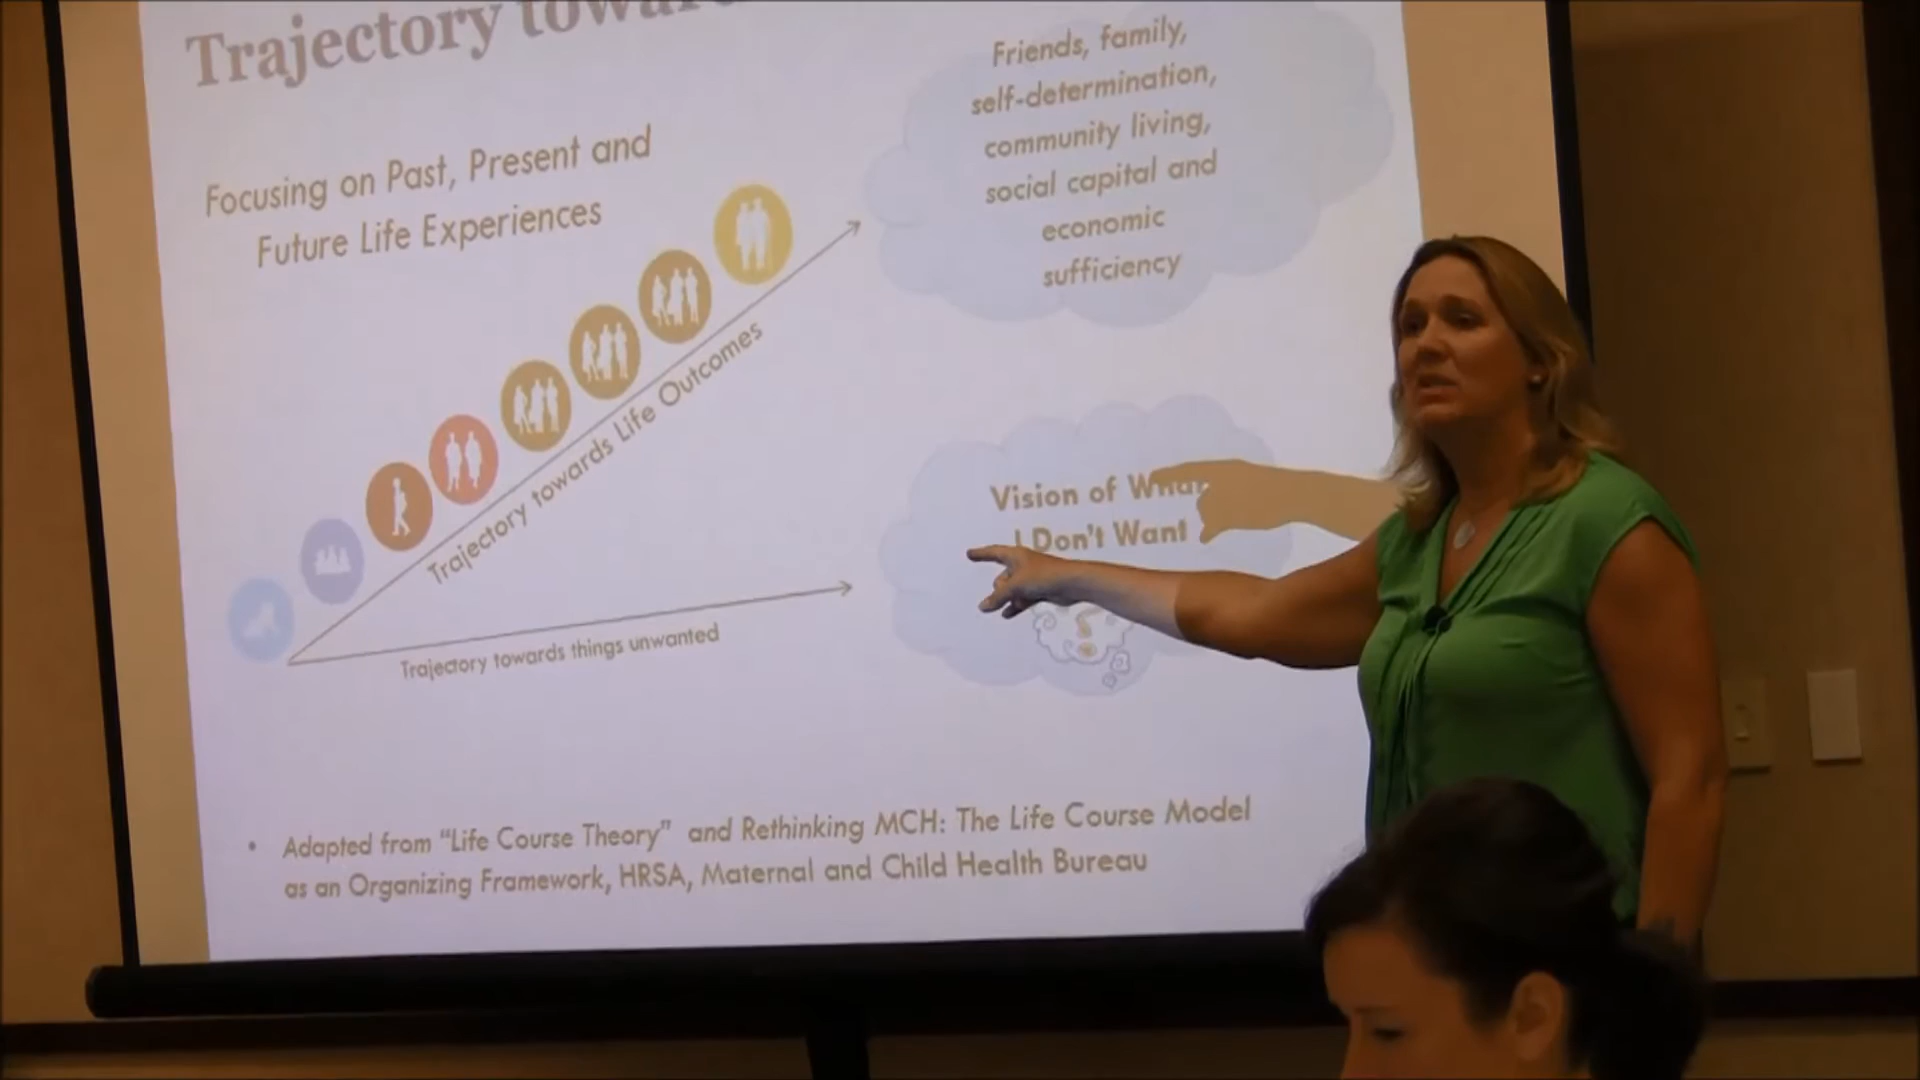 Trajectory toward
Focusing on Past, Present and
Future Life Experiences
Friends, family,
self-determination,
community living,
social capital and
economic
sufficiency
Trajectory towards Life Outcomes
Vision of What
I Don't Want
Trajectory towards things unwanted
• Adapted from “Life Course Theory” and Rethinking MCH: The Life Course Model
as an Organizing Framework, HRSA, Maternal and Child Health Bureau